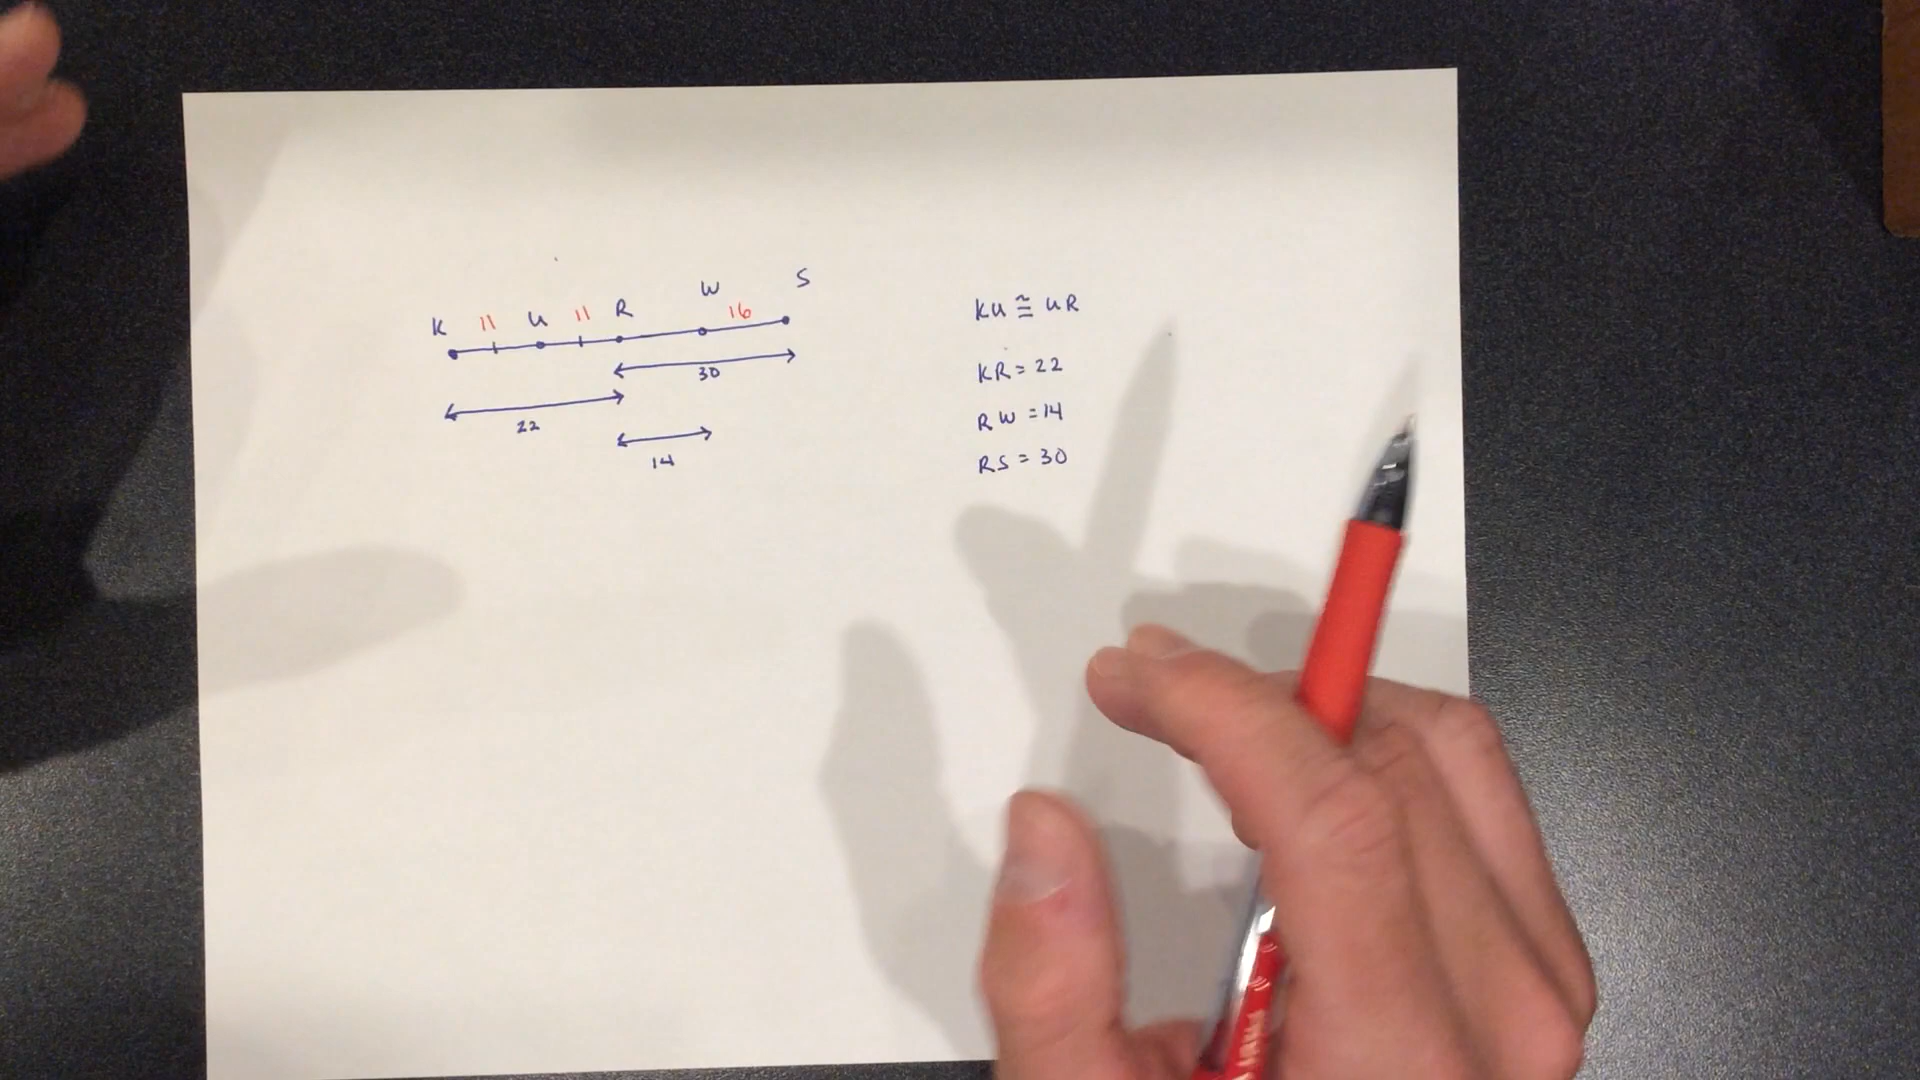 K 11 U 11 R W 16 S
30
22
14
KU ≅ UR
KR = 22
RW = 14
RS = 30